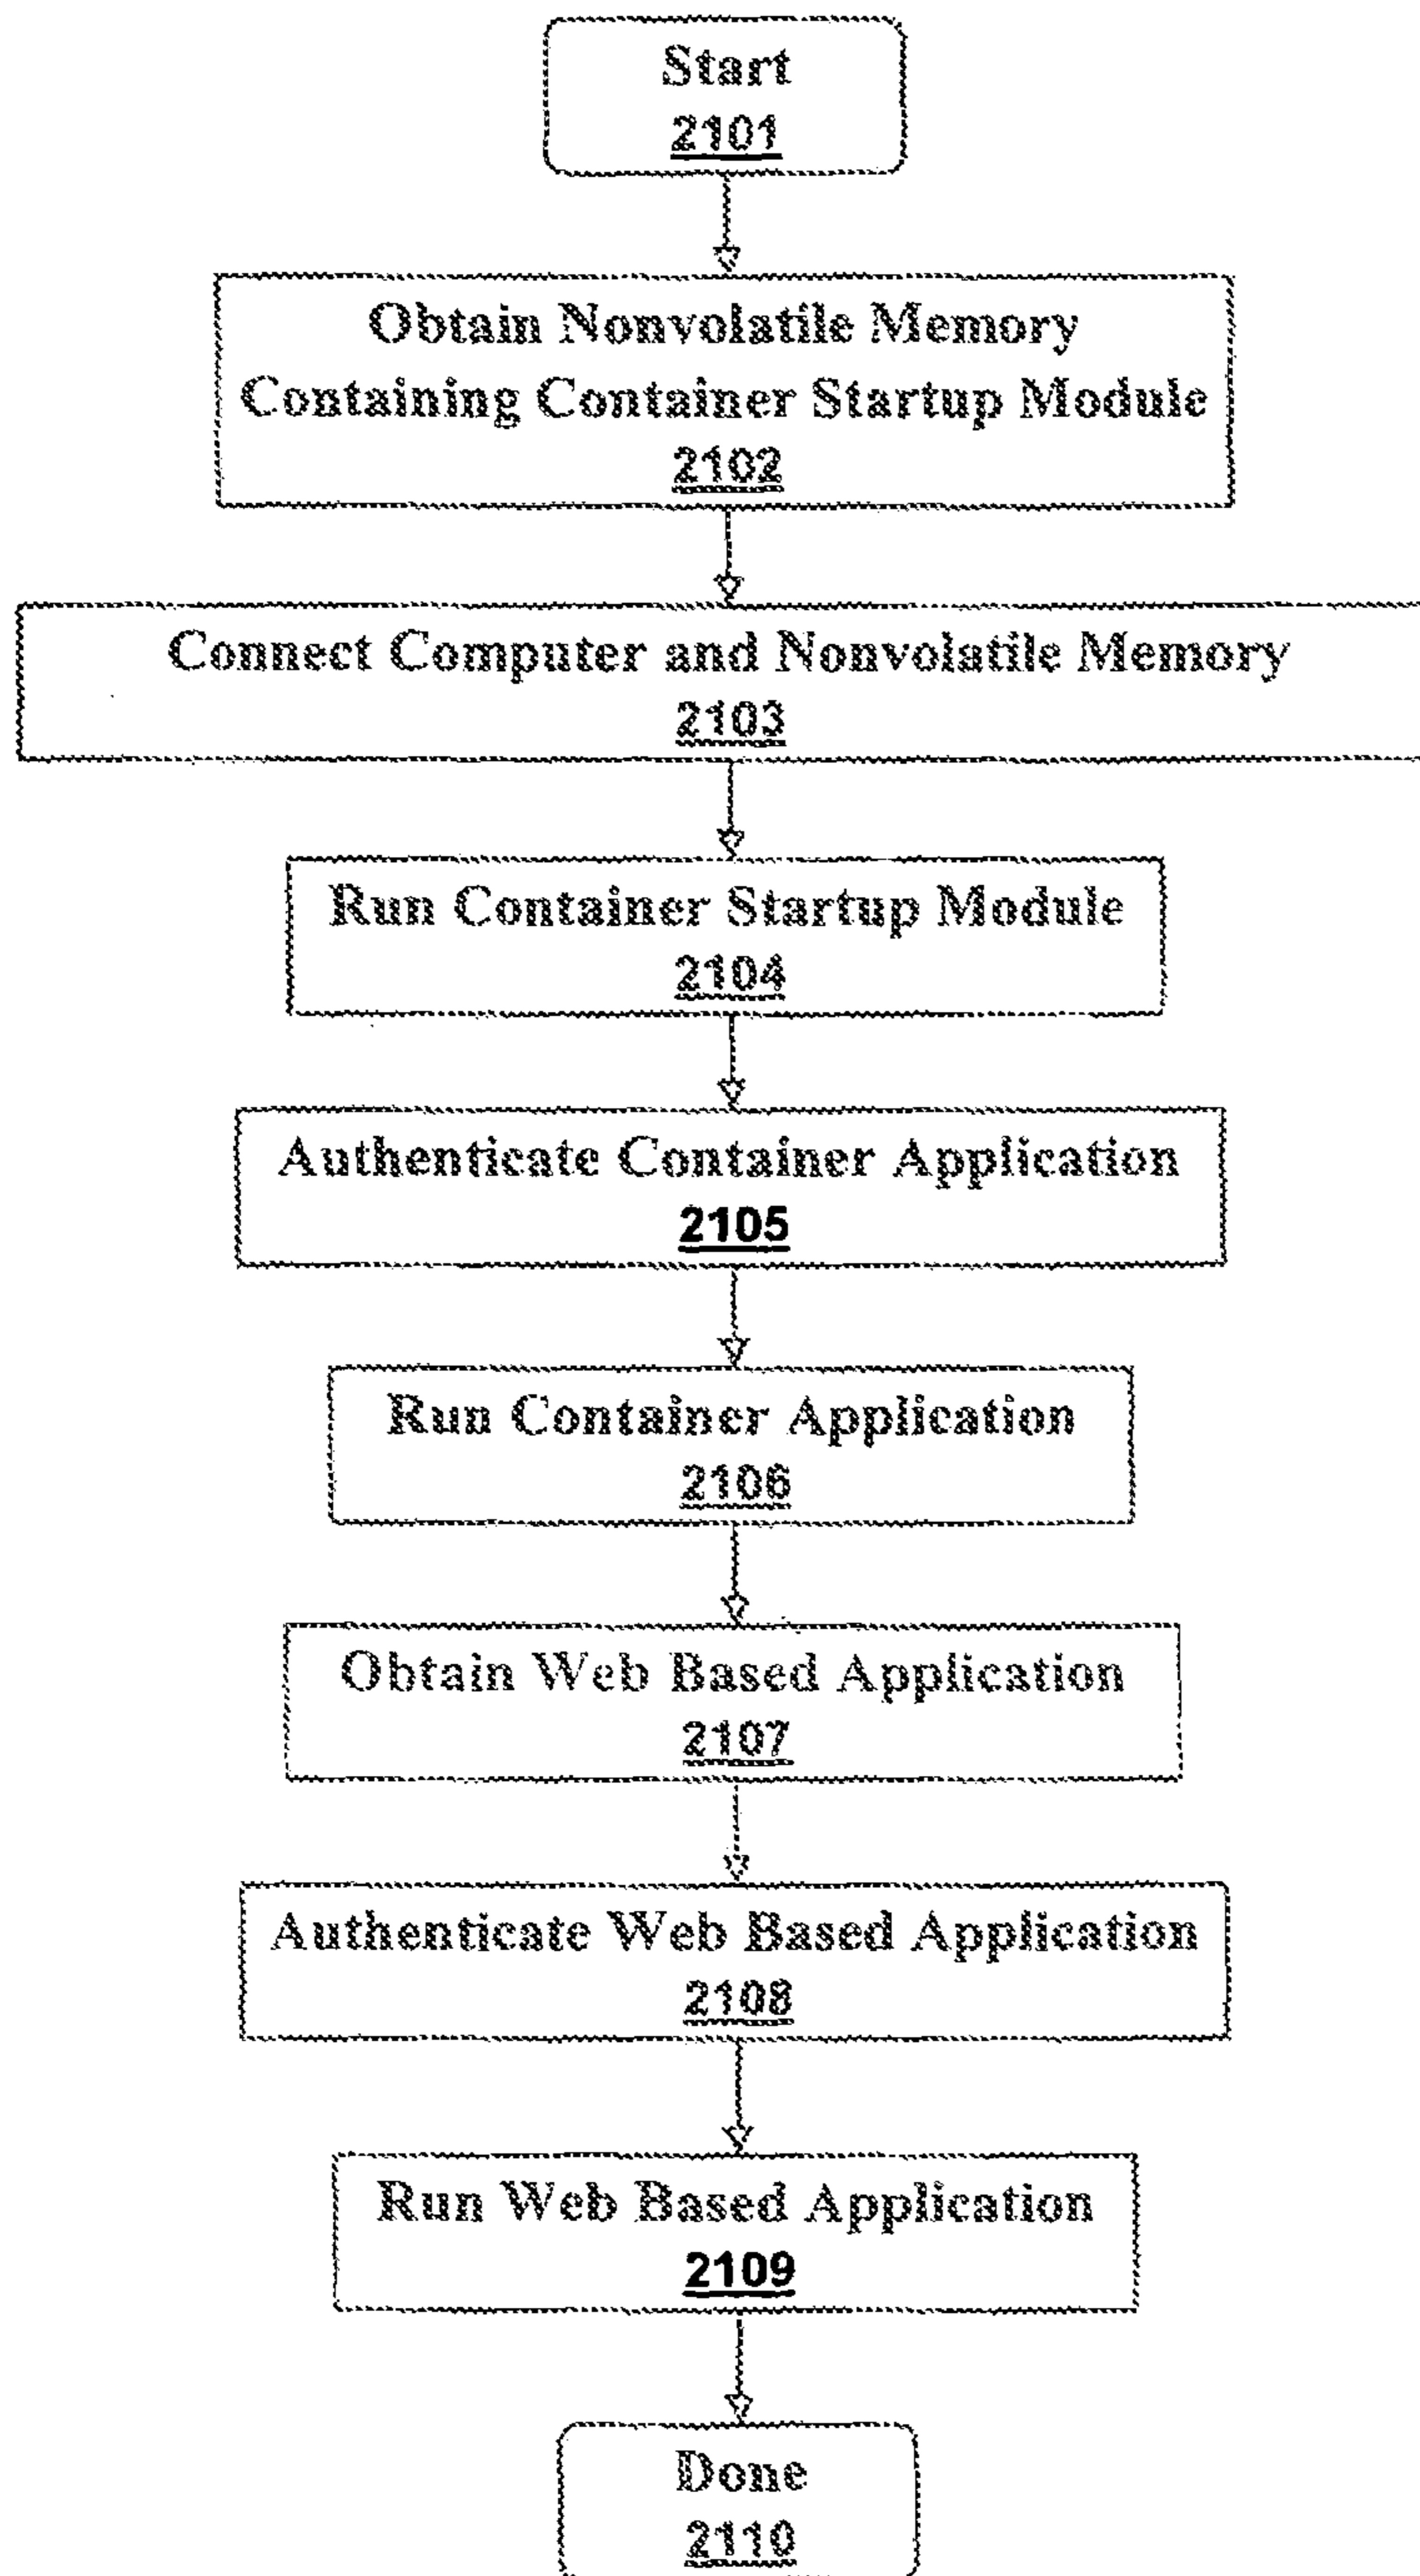 Start
2101
Obtain Nonvolatile Memory
Containing Container Startup Module
2102
Connect Computer and Nonvolatile Memory
2103
Run Container Startup Module
2104
Authenticate Container Application
2105
Run Container Application
2106
Obtain Web Based Application
2107
Authenticate Web Based Application
2108
Run Web Based Application
2109
Done
2110